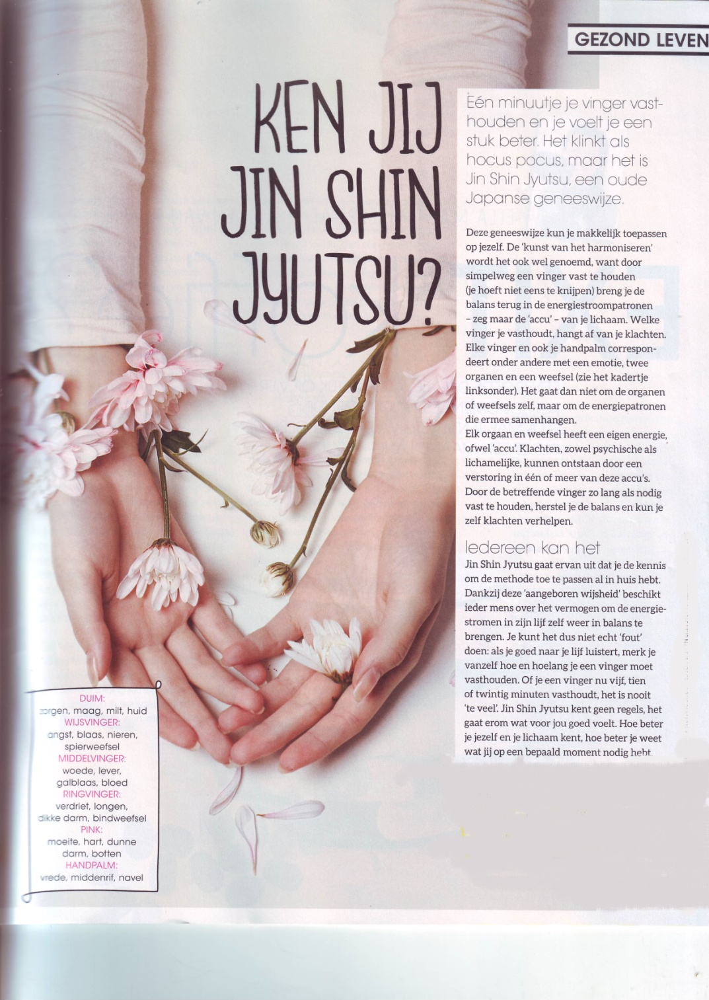 GEZOND LEVEN
KEN JIJ
JIN SHIN
JYUTSU?
Eén minuutje je vinger vast-
houden en je voelt je een
stuk beter. Het klinkt als
hocus pocus, maar het is
Jin Shin Jyutsu, een oude
Japanse geneeswijze.
Deze geneeswijze kun je makkelijk toepassen
op jezelf. De ‘kunst van het harmoniseren’
wordt het ook wel genoemd, want door
simpelweg een vinger vast te houden
(je hoeft niet eens te knijpen) breng je de
balans terug in de energiestroompatronen
– zeg maar de ‘accu’ – van je lichaam. Welke
vinger je vasthoudt, hangt af van je klachten.
Elke vinger en ook je handpalm correspon-
deert onder andere met een emotie, twee
organen en een weefsel (zie het kadertje
linksonder). Het gaat dan niet om de organen
of weefsels zelf, maar om de energiepatronen
die ermee samenhangen.
Elk orgaan en weefsel heeft een eigen energie,
ofwel ‘accu’. Klachten, zowel psychische als
lichamelijke, kunnen ontstaan door een
verstoring in één of meer van deze accu’s.
Door de betreffende vinger zo lang als nodig
vast te houden, herstel je de balans en kun je
zelf klachten verhelpen.
Iedereen kan het
Jin Shin Jyutsu gaat ervan uit dat je de kennis
om de methode toe te passen al in huis hebt.
Dankzij deze ‘aangeboren wijsheid’ beschikt
ieder mens over het vermogen om de energie-
stromen in zijn lijf zelf weer in balans te
brengen. Je kunt het dus niet echt ‘fout’
doen: als je goed naar je lijf luistert, merk je
vanzelf hoe en hoelang je een vinger moet
vasthouden. Of je een vinger nu vijf, tien
of twintig minuten vasthoudt, het is nooit
‘te veel’. Jin Shin Jyutsu kent geen regels, het
gaat erom wat voor jou goed voelt. Hoe beter
je jezelf en je lichaam kent, hoe beter je weet
wat jij op een bepaald moment nodig hebt.
DUIM:
zorgen, maag, milt, huid
WIJSVINGER:
angst, blaas, nieren,
spierweefsel
MIDDELVINGER:
woede, lever,
galblaas, bloed
RINGVINGER:
verdriet, longen,
dikke darm, bindweefsel
PINK:
moeite, hart, dunne
darm, botten
HANDPALM:
vrede, middenrif, navel